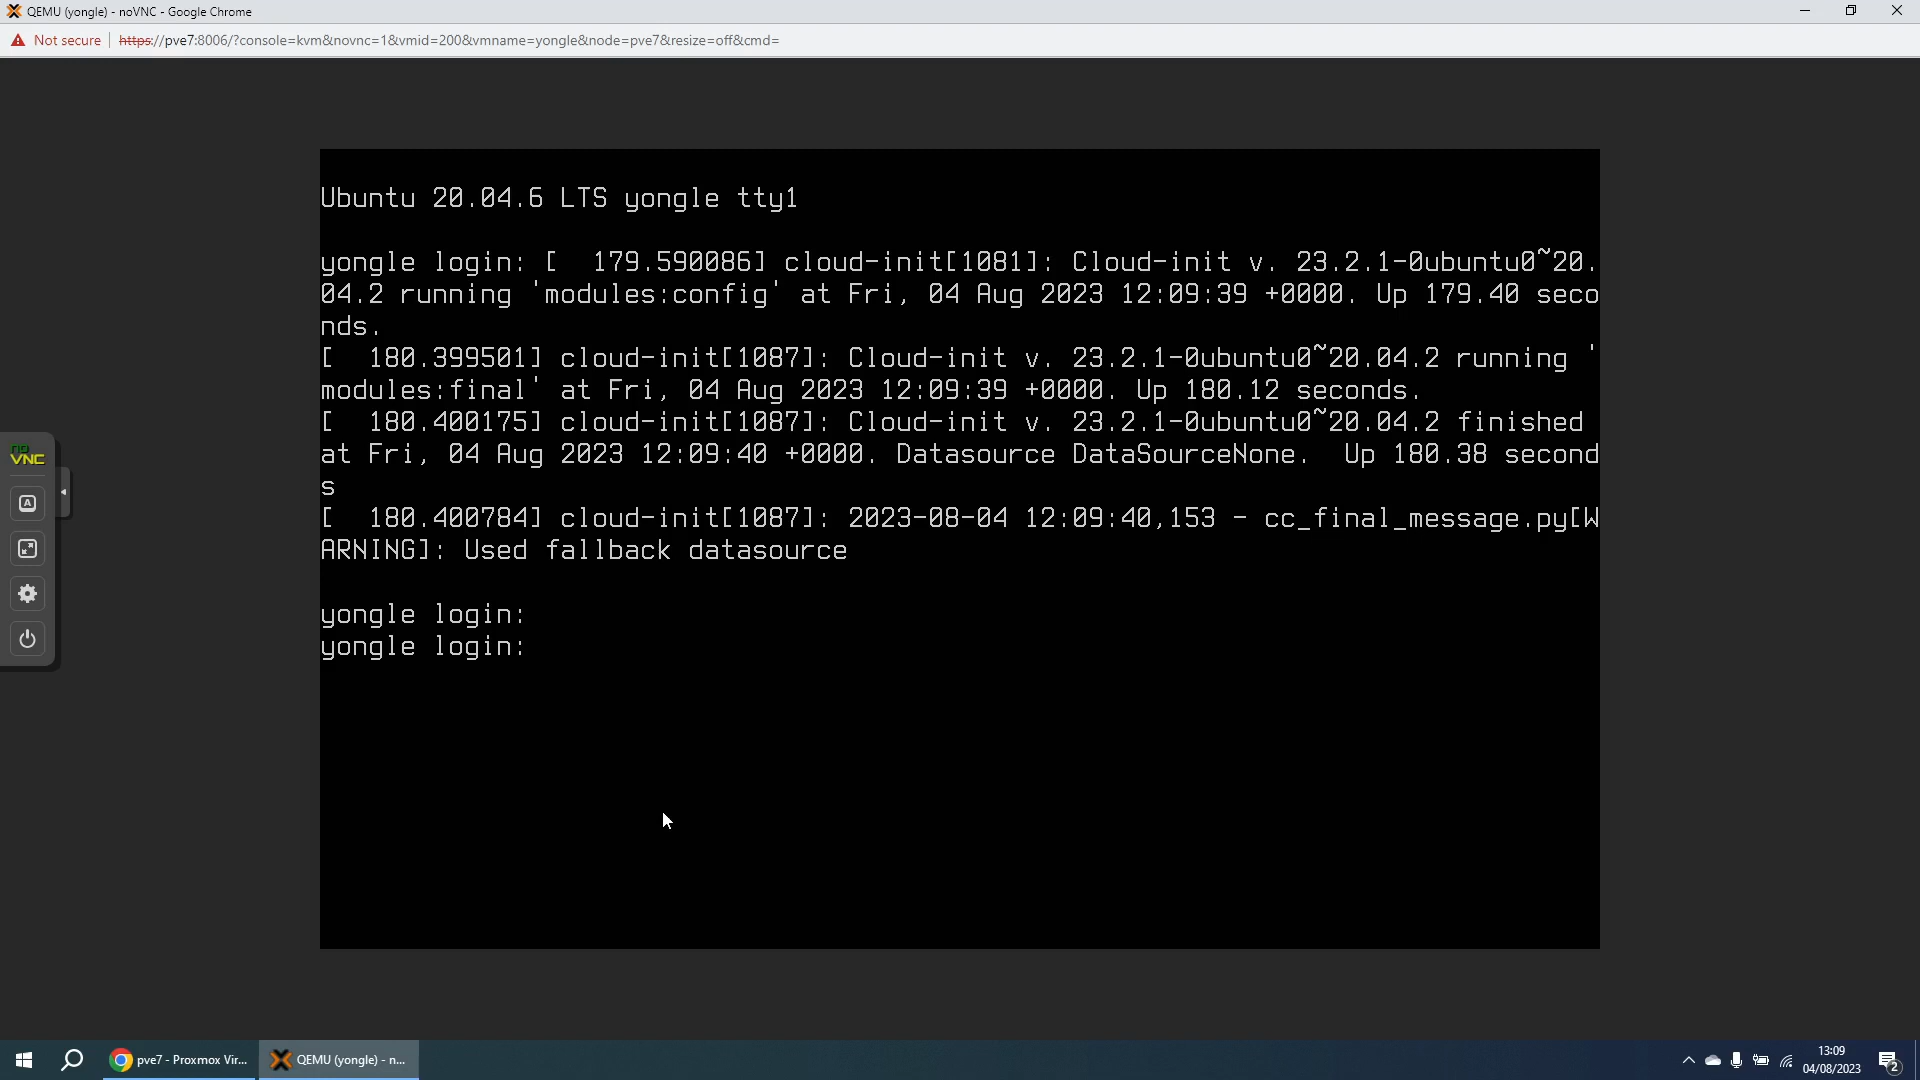 QEMU (yongle) - noVNC - Google Chrome
Not secure | https://pve7:8006/?console=kvm&novnc=1&vmid=200&vmname=yongle&node=pve7&resize=off&cmd=
Ubuntu 20.04.6 LTS yongle tty1
yongle login: [  179.590086] cloud-init[1081]: Cloud-init v. 23.2.1-0ubuntu0~20.
04.2 running 'modules:config' at Fri, 04 Aug 2023 12:09:39 +0000. Up 179.40 seco
nds.
[  180.399501] cloud-init[1087]: Cloud-init v. 23.2.1-0ubuntu0~20.04.2 running '
modules:final' at Fri, 04 Aug 2023 12:09:39 +0000. Up 180.12 seconds.
[  180.400175] cloud-init[1087]: Cloud-init v. 23.2.1-0ubuntu0~20.04.2 finished
at Fri, 04 Aug 2023 12:09:40 +0000. Datasource DataSourceNone.  Up 180.38 second
s
[  180.400784] cloud-init[1087]: 2023-08-04 12:09:40,153 - cc_final_message.py[W
ARNING]: Used fallback datasource
yongle login:
yongle login:
no
VNC
A
pve7 - Proxmox Vir...
QEMU (yongle) - n...
13:09
04/08/2023
2